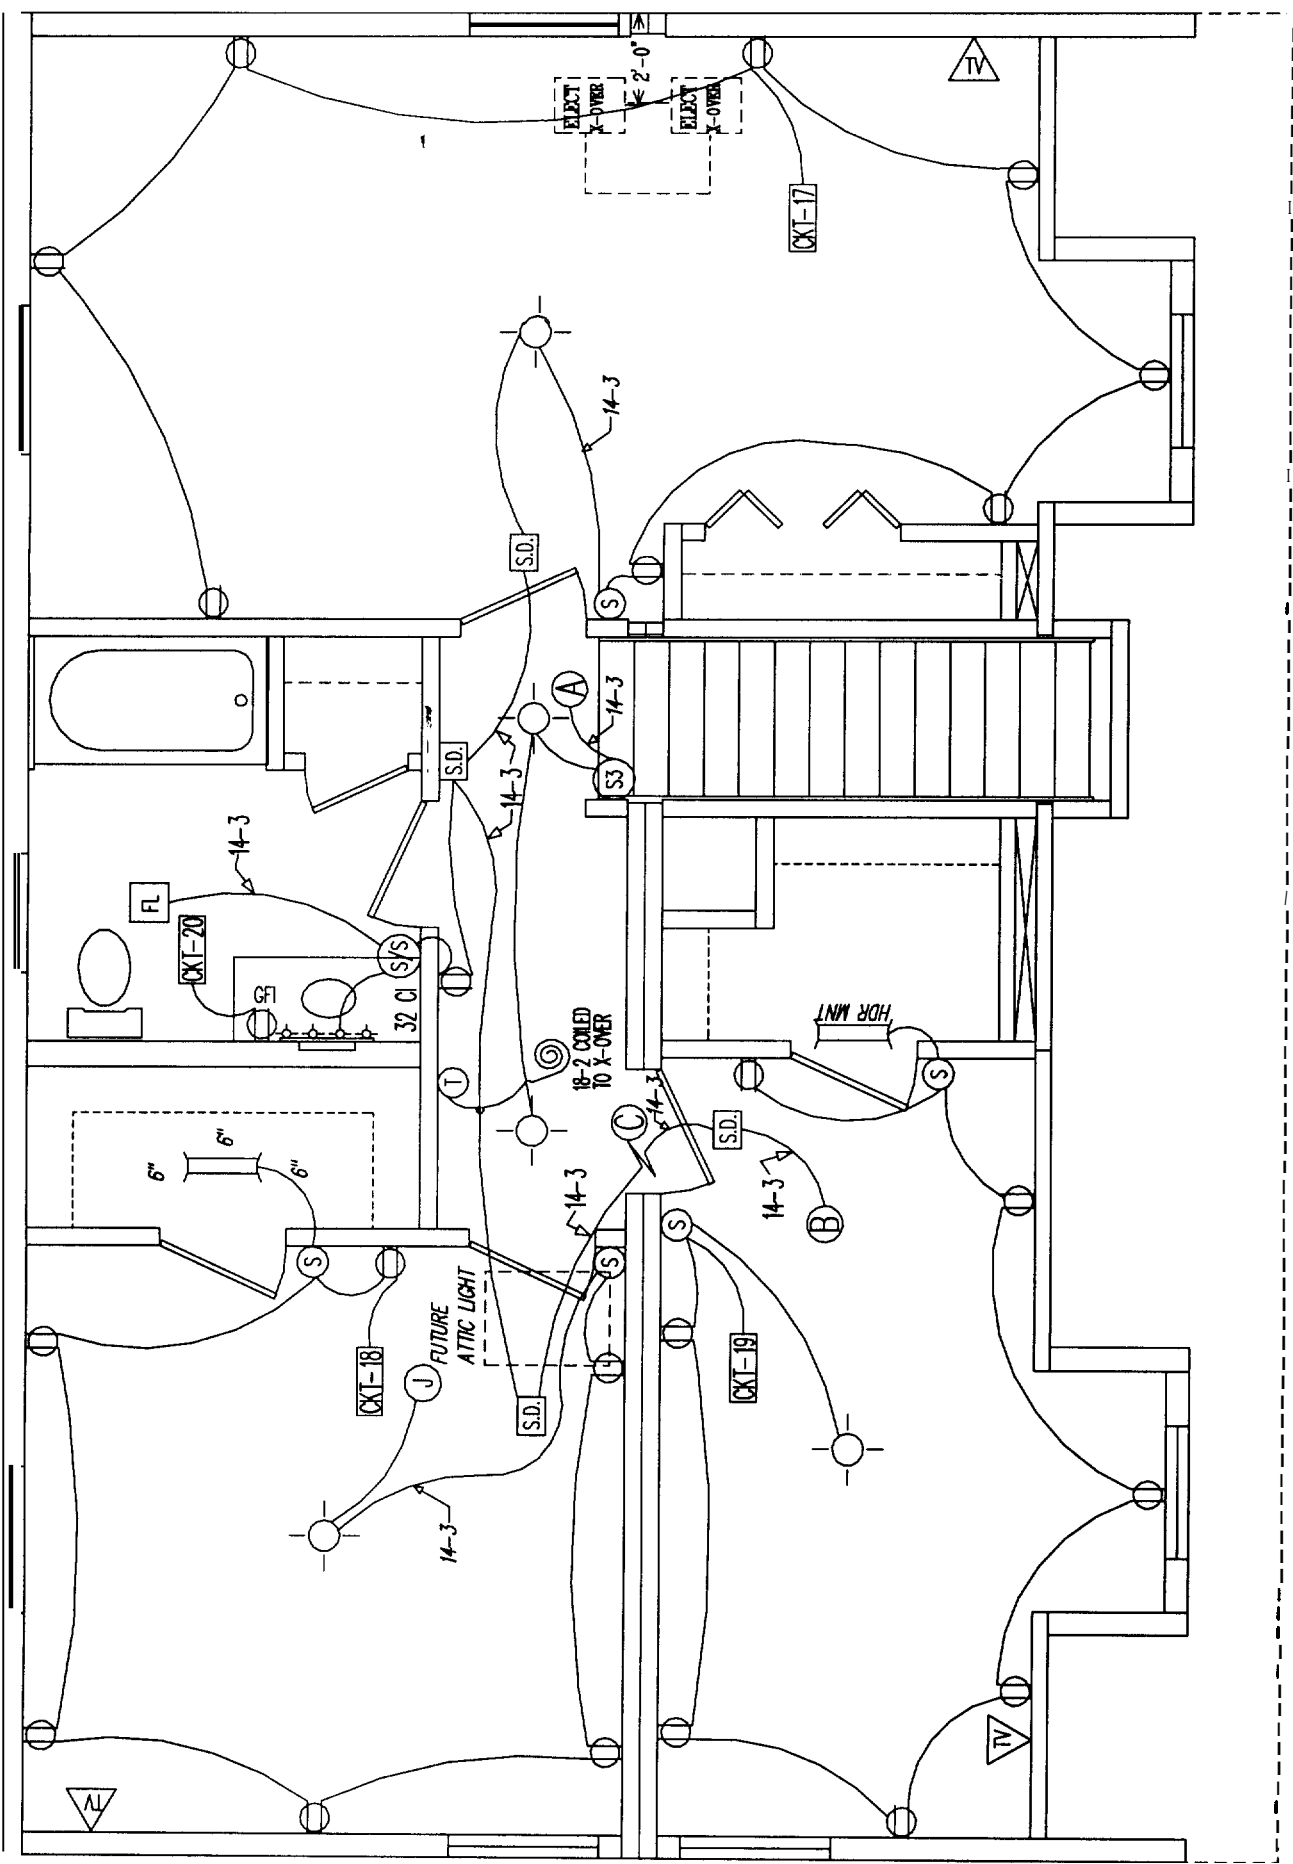 TV
ELECT
X-OVER
2'-0"
ELECT
X-OVER
CKT-17
14-3
S.D.
S
A
14-3
S3
S.D.
14-3
14-3
FL
CKT-20
GFI
S/S
32 CI
T
18-2 COILED
TO X-OVER
HDR MNT
S
C
14-3
S.D.
14-3
B
6"
6"
6"
S
CKT-18
J
FUTURE
ATTIC LIGHT
14-3
S
S
CKT-19
S.D.
14-3
TV
TV